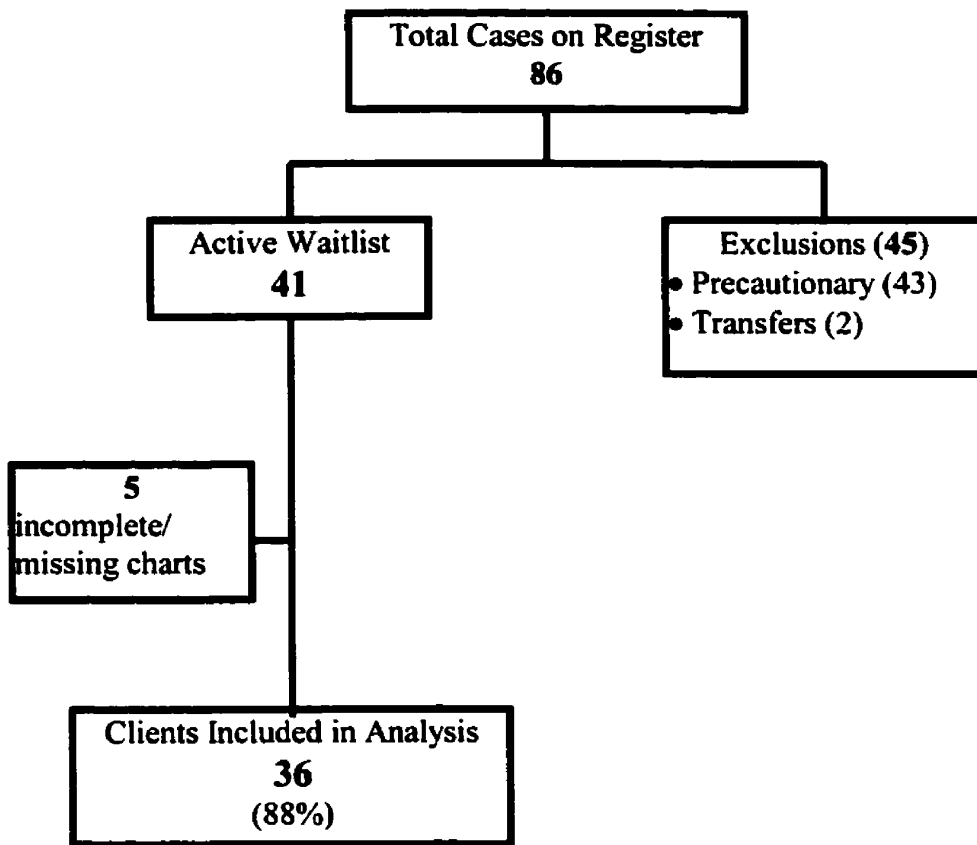 Total Cases on Register
86
Active Waitlist
41
Exclusions (45)
• Precautionary (43)
• Transfers (2)
5
incomplete/
missing charts
Clients Included in Analysis
36
(88%)